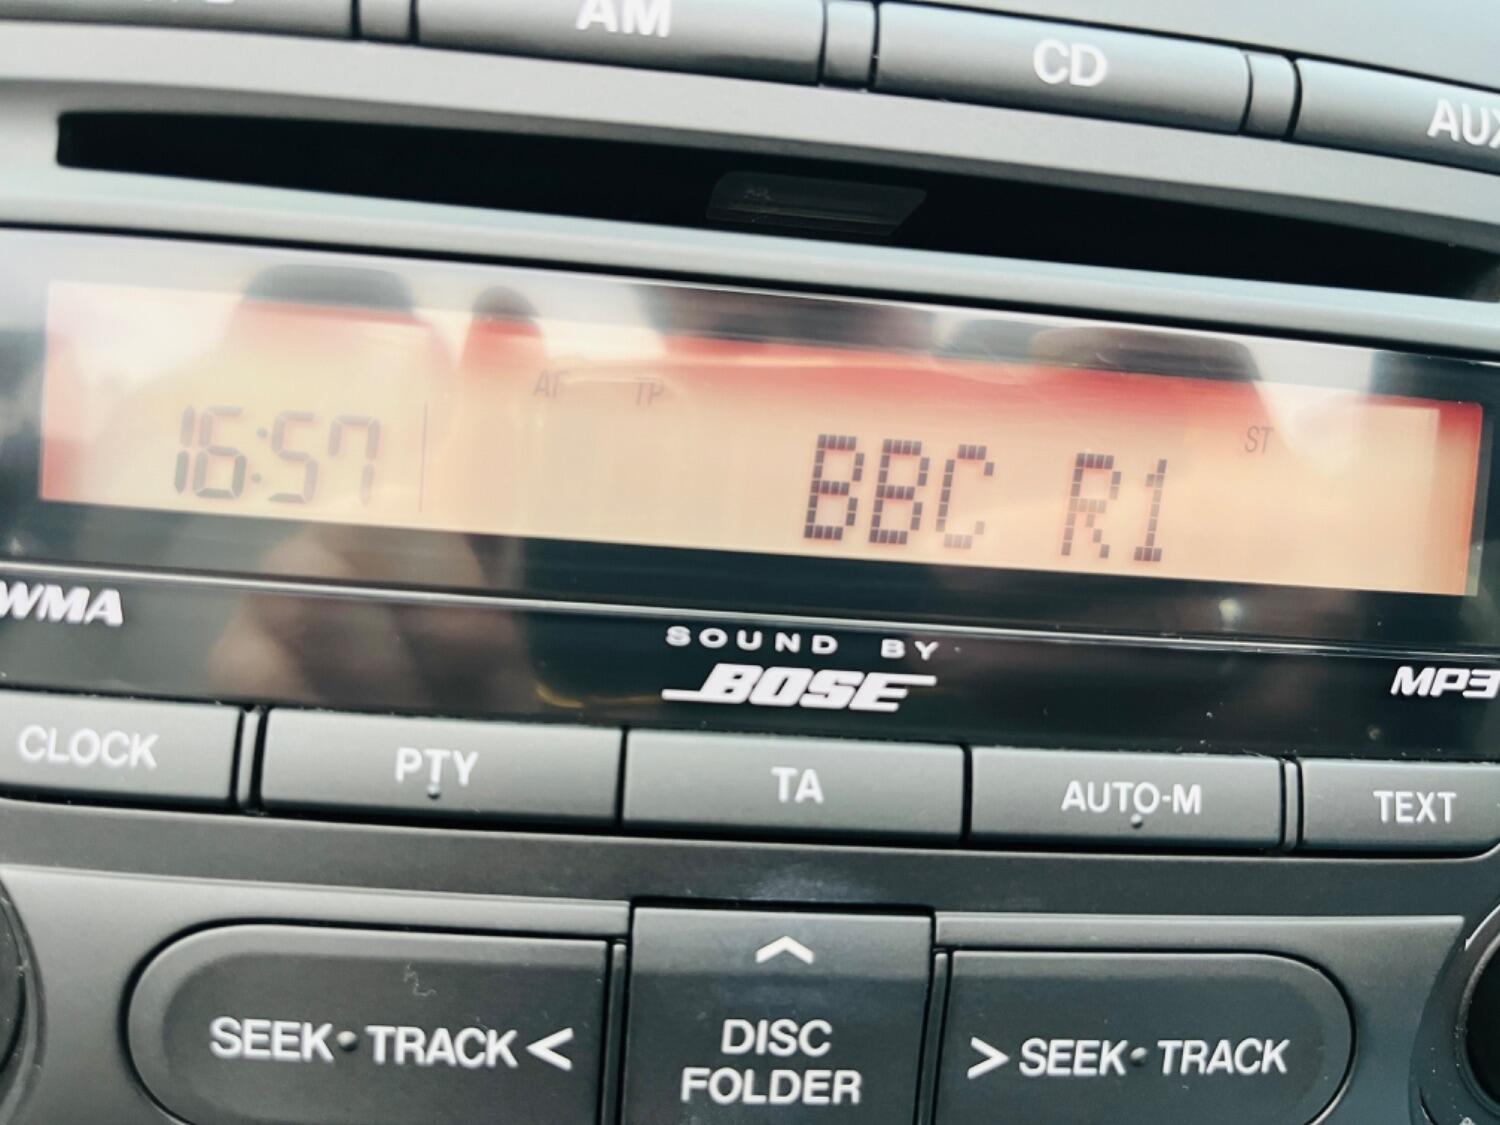 AM
CD
AUX
AF TP
ST
16:57
BBC R1
WMA
SOUND BY
BOSE
MP3
CLOCK
PTY
TA
AUTO-M
TEXT
SEEK•TRACK <
DISC
FOLDER
> SEEK•TRACK